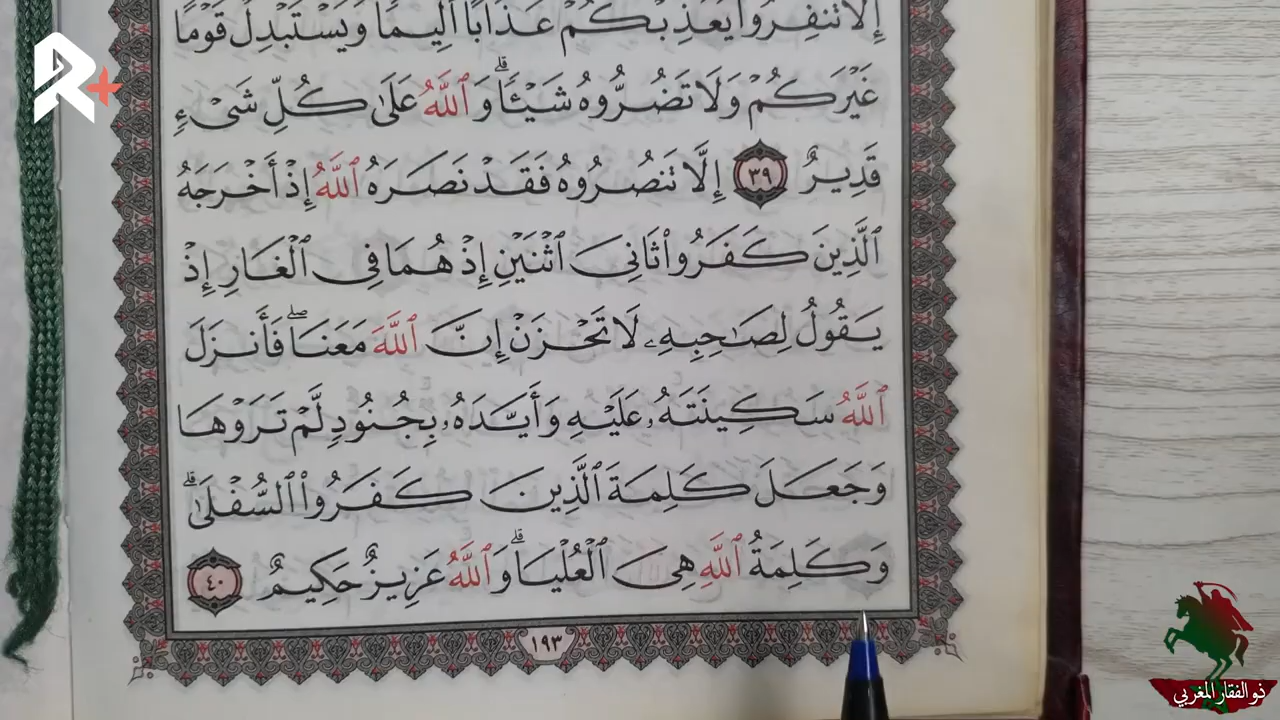 إِلَّا تَنفِرُوا۟ يُعَذِّبْكُمْ عَذَابًا أَلِيمًا وَيَسْتَبْدِلْ قَوْمًا
غَيْرَكُمْ وَلَا تَضُرُّوهُ شَيْـًٔا ۗ وَٱللَّهُ عَلَىٰ كُلِّ شَىْءٍ
قَدِيرٌ ٣٩ إِلَّا تَنصُرُوهُ فَقَدْ نَصَرَهُ ٱللَّهُ إِذْ أَخْرَجَهُ
ٱلَّذِينَ كَفَرُوا۟ ثَانِىَ ٱثْنَيْنِ إِذْ هُمَا فِى ٱلْغَارِ إِذْ
يَقُولُ لِصَـٰحِبِهِۦ لَا تَحْزَنْ إِنَّ ٱللَّهَ مَعَنَا ۖ فَأَنزَلَ
ٱللَّهُ سَكِينَتَهُۥ عَلَيْهِ وَأَيَّدَهُۥ بِجُنُودٍ لَّمْ تَرَوْهَا
وَجَعَلَ كَلِمَةَ ٱلَّذِينَ كَفَرُوا۟ ٱلسُّفْلَىٰ ۗ
وَكَلِمَةُ ٱللَّهِ هِىَ ٱلْعُلْيَا ۗ وَٱللَّهُ عَزِيزٌ حَكِيمٌ ٤٠
١٩٣
R+
ذو الفقار المغربي